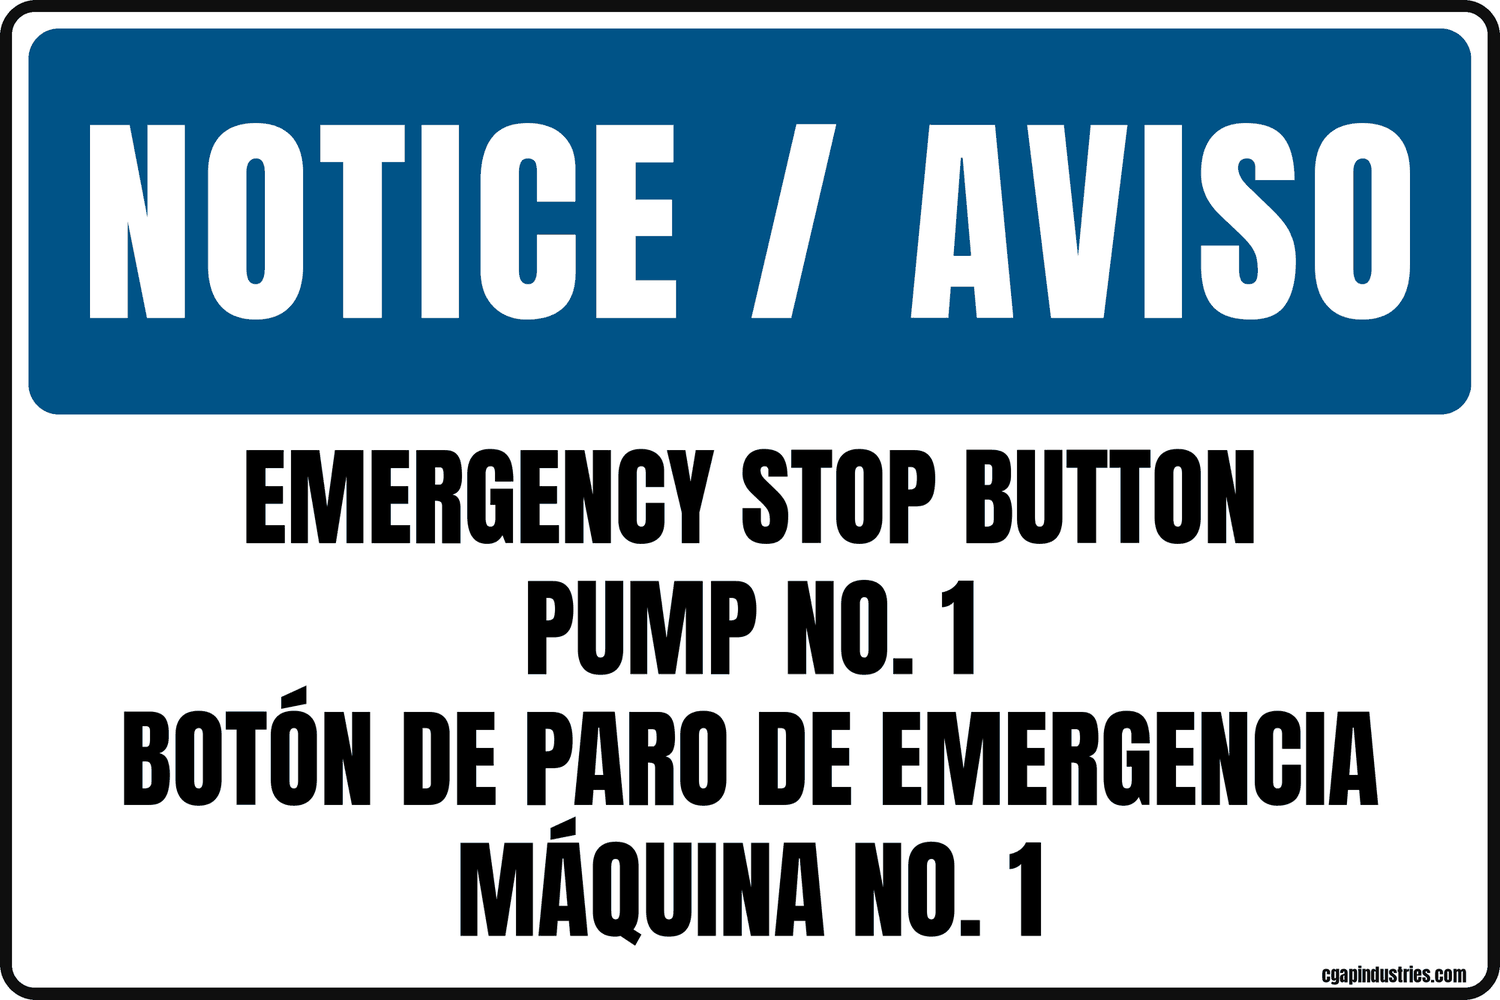 NOTICE / AVISO
EMERGENCY STOP BUTTON
PUMP NO. 1
BOTÓN DE PARO DE EMERGENCIA
MÁQUINA NO. 1
cgapindustries.com